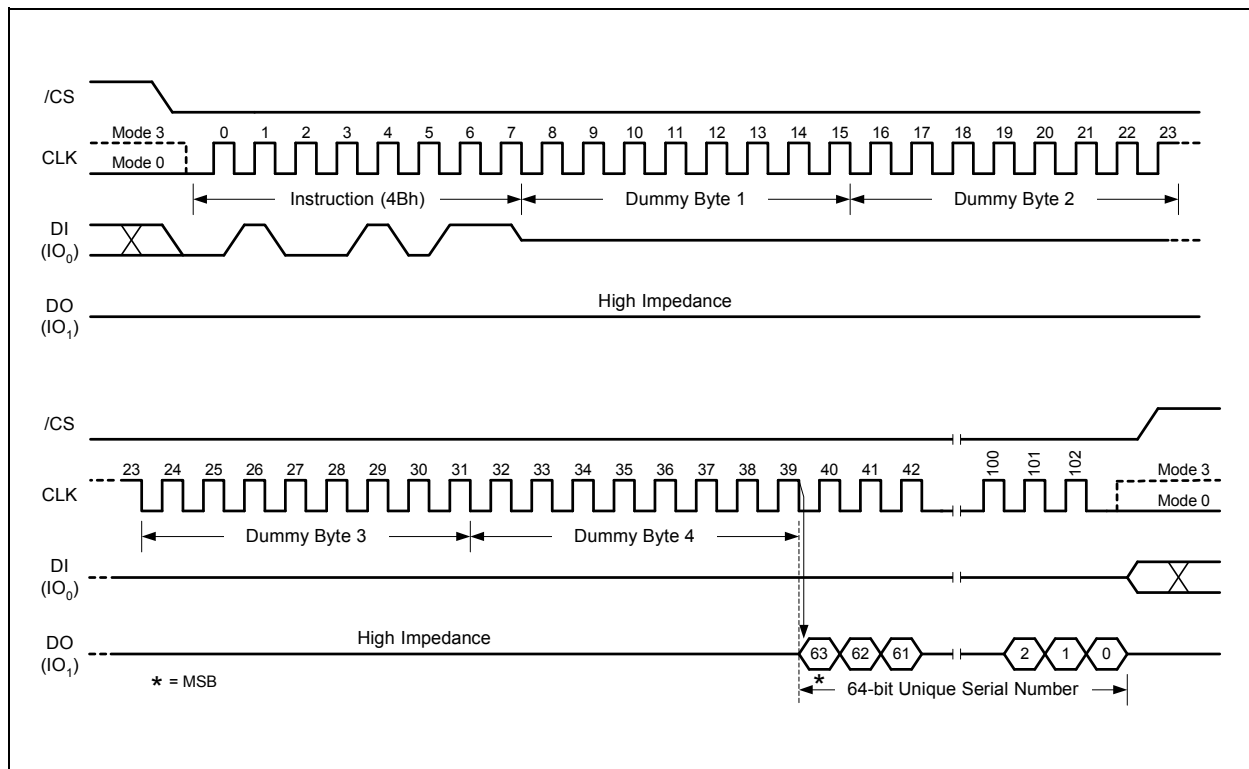 /CS
Mode 3
0 1 2 3 4 5 6 7 8 9 10 11 12 13 14 15 16 17 18 19 20 21 22 23
CLK
Mode 0
Instruction (4Bh)
Dummy Byte 1
Dummy Byte 2
DI
(IO0)
High Impedance
DO
(IO1)
/CS
23 24 25 26 27 28 29 30 31 32 33 34 35 36 37 38 39 40 41 42 100 101 102
Mode 3
CLK
Mode 0
Dummy Byte 3
Dummy Byte 4
DI
(IO0)
High Impedance
DO
(IO1)
63 62 61 2 1 0
* = MSB
*
64-bit Unique Serial Number